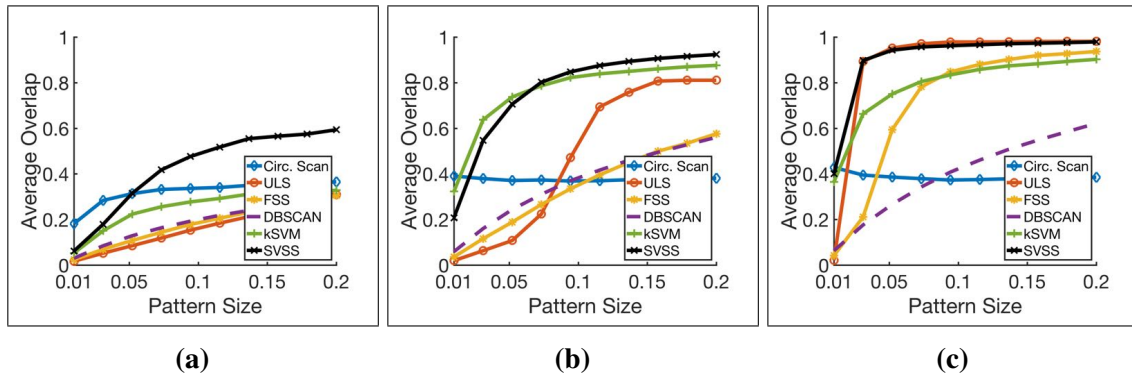 Average Overlap
1
0.8
0.6
0.4
0.2
0
Circ. Scan
ULS
FSS
DBSCAN
kSVM
SVSS
0.01 0.05 0.1 0.15 0.2
Pattern Size
(a)
Average Overlap
1
0.8
0.6
0.4
0.2
0
Circ. Scan
ULS
FSS
DBSCAN
kSVM
SVSS
0.01 0.05 0.1 0.15 0.2
Pattern Size
(b)
Average Overlap
1
0.8
0.6
0.4
0.2
0
Circ. Scan
ULS
FSS
DBSCAN
kSVM
SVSS
0.01 0.05 0.1 0.15 0.2
Pattern Size
(c)